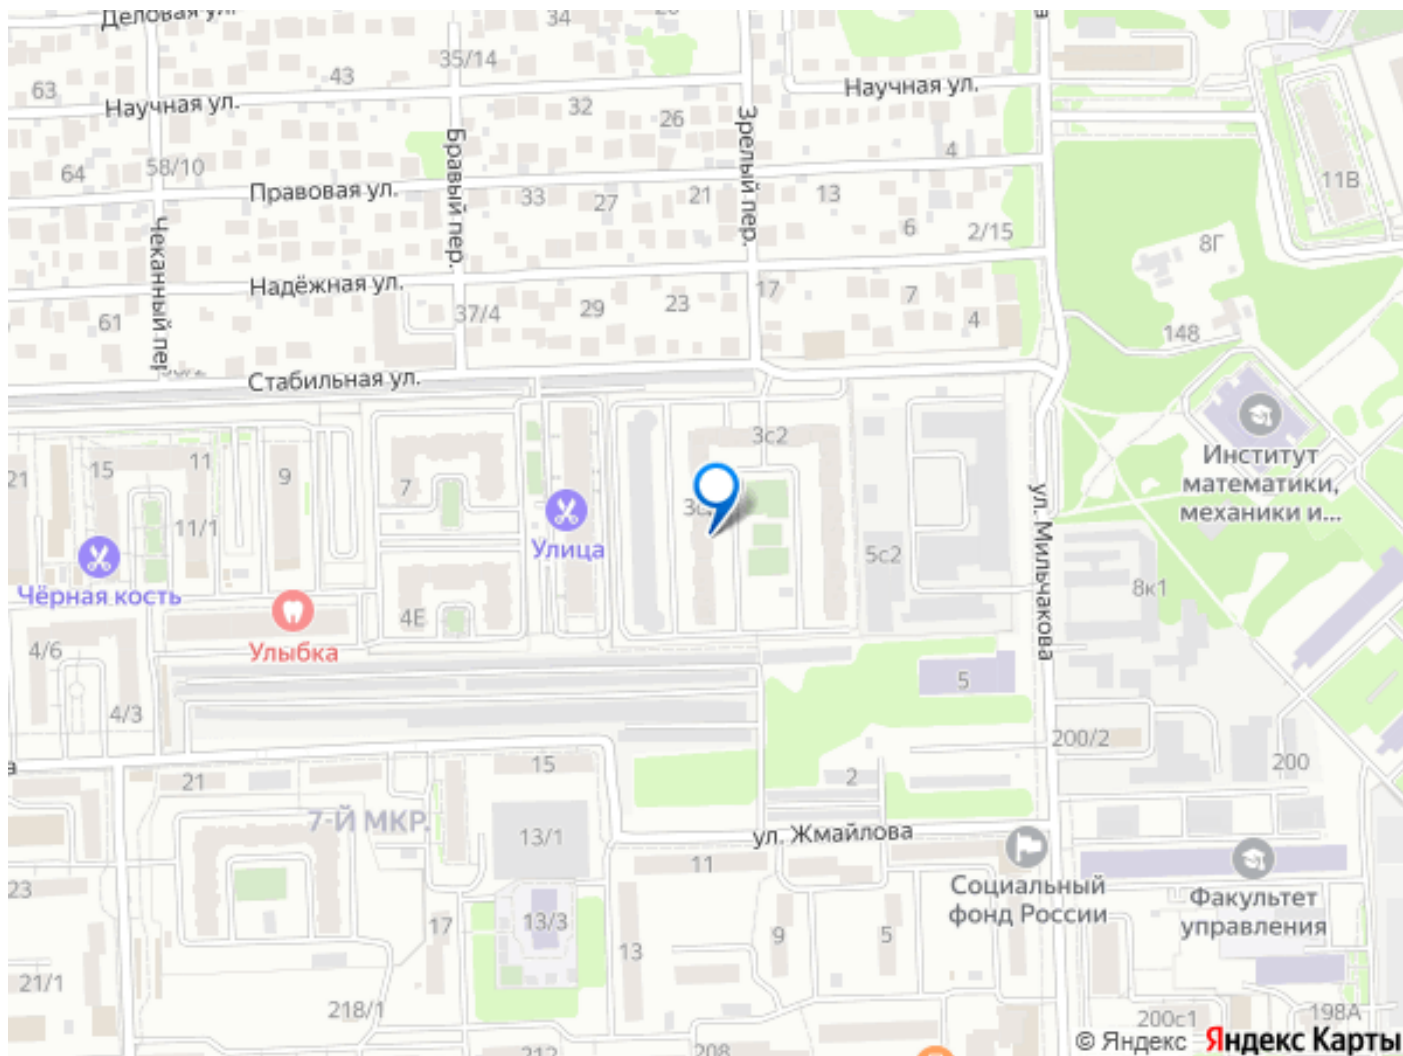 Деловая ул.
34
35/14
43
63
Научная ул.
Научная ул.
32
26
Зрелый пер.
Бравый пер.
4
58/10
64
Правовая ул.
33
27
21
13
11В
6
2/15
8Г
Чеканный пер
Надёжная ул.
17
7
37/4
29
23
61
4
148
Стабильная ул.
3с2
Институт
математики,
механики и...
15
11
9
21
7
11/1
ул. Мильчакова
Улица
5с2
Чёрная кость
8к1
4Е
Улыбка
4/6
5
4/3
200/2
200
15
2
21
7-Й МКР.
13/1
ул. Жмайлова
11
Социальный
фонд России
Факультет
управления
23
17
13/3
13
9
5
21/1
218/1
200с1
198А
212
208
© Яндекс Яндекс Карты